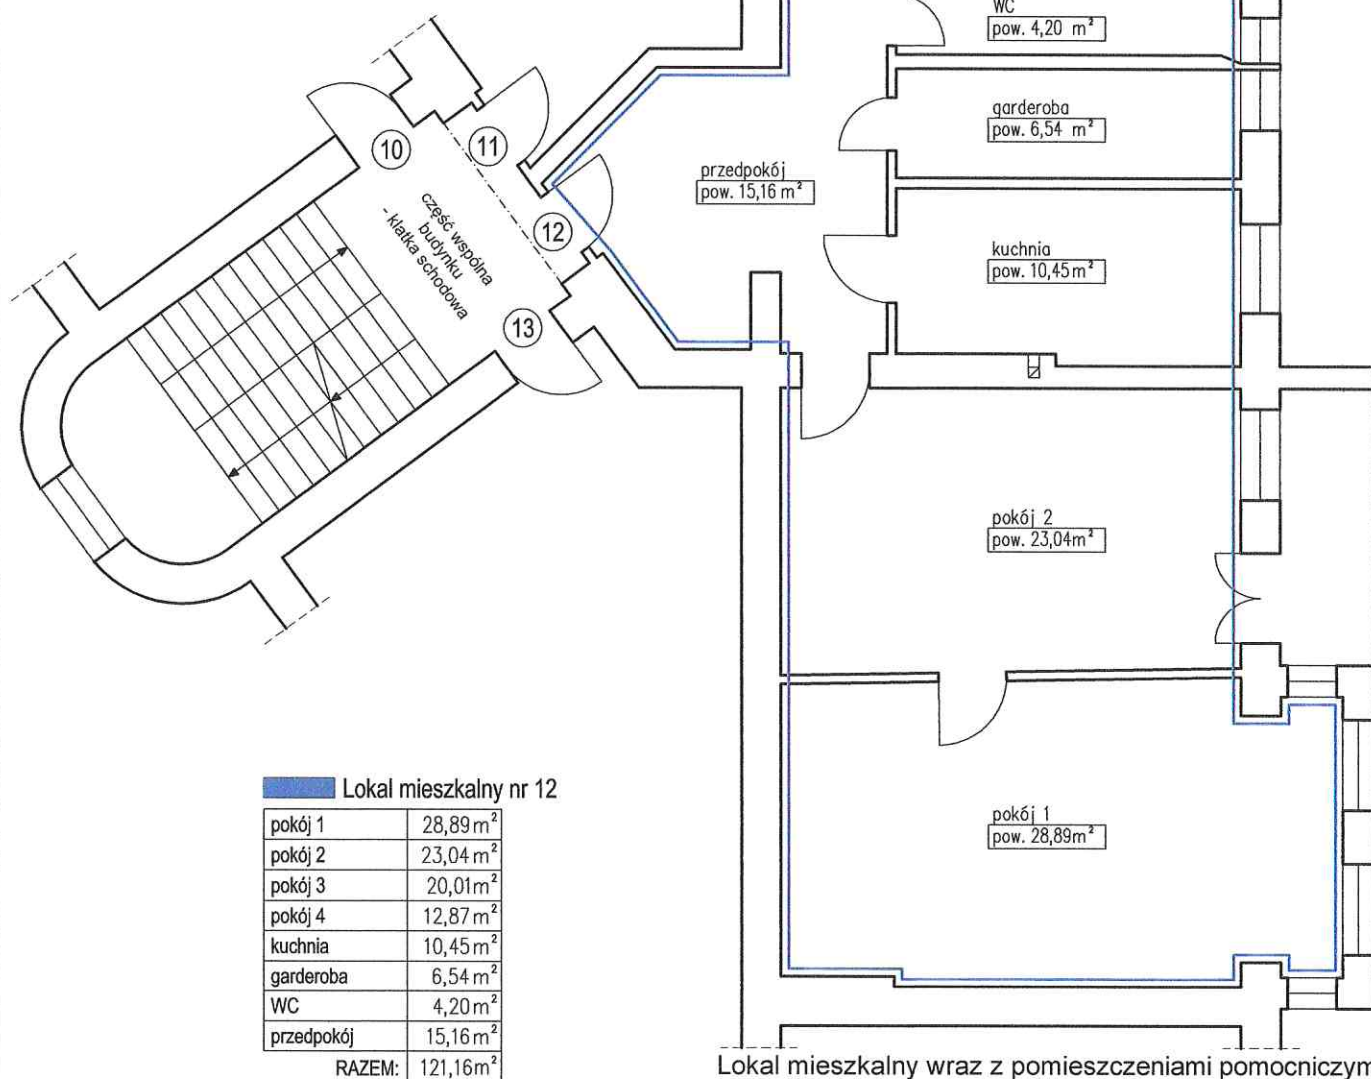 WC
pow. 4,20 m²
garderoba
pow. 6,54 m²
przedpokój
pow. 15,16 m²
kuchnia
pow. 10,45 m²
10
11
12
13
część wspólna
budynku
- klatka schodowa
pokój 2
pow. 23,04m²
pokój 1
pow. 28,89m²
Lokal mieszkalny nr 12
pokój 1 28,89 m²
pokój 2 23,04 m²
pokój 3 20,01 m²
pokój 4 12,87 m²
kuchnia 10,45 m²
garderoba 6,54 m²
WC 4,20 m²
przedpokój 15,16 m²
RAZEM: 121,16 m²
Lokal mieszkalny wraz z pomieszczeniami pomocniczym